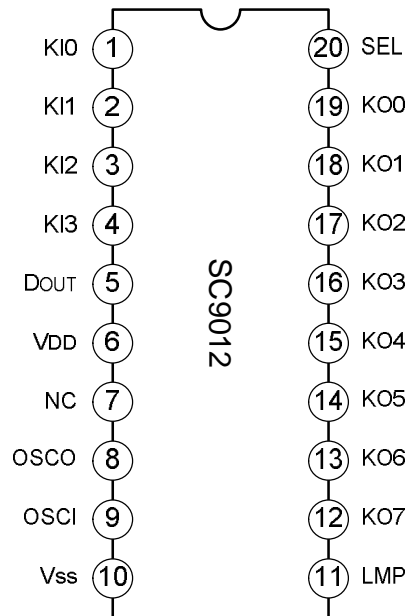 KI0 1 20 SEL
KI1 2 19 KO0
KI2 3 18 KO1
KI3 4 17 KO2
DOUT 5 16 KO3
SC9012
VDD 6 15 KO4
NC 7 14 KO5
OSCO 8 13 KO6
OSCI 9 12 KO7
Vss 10 11 LMP